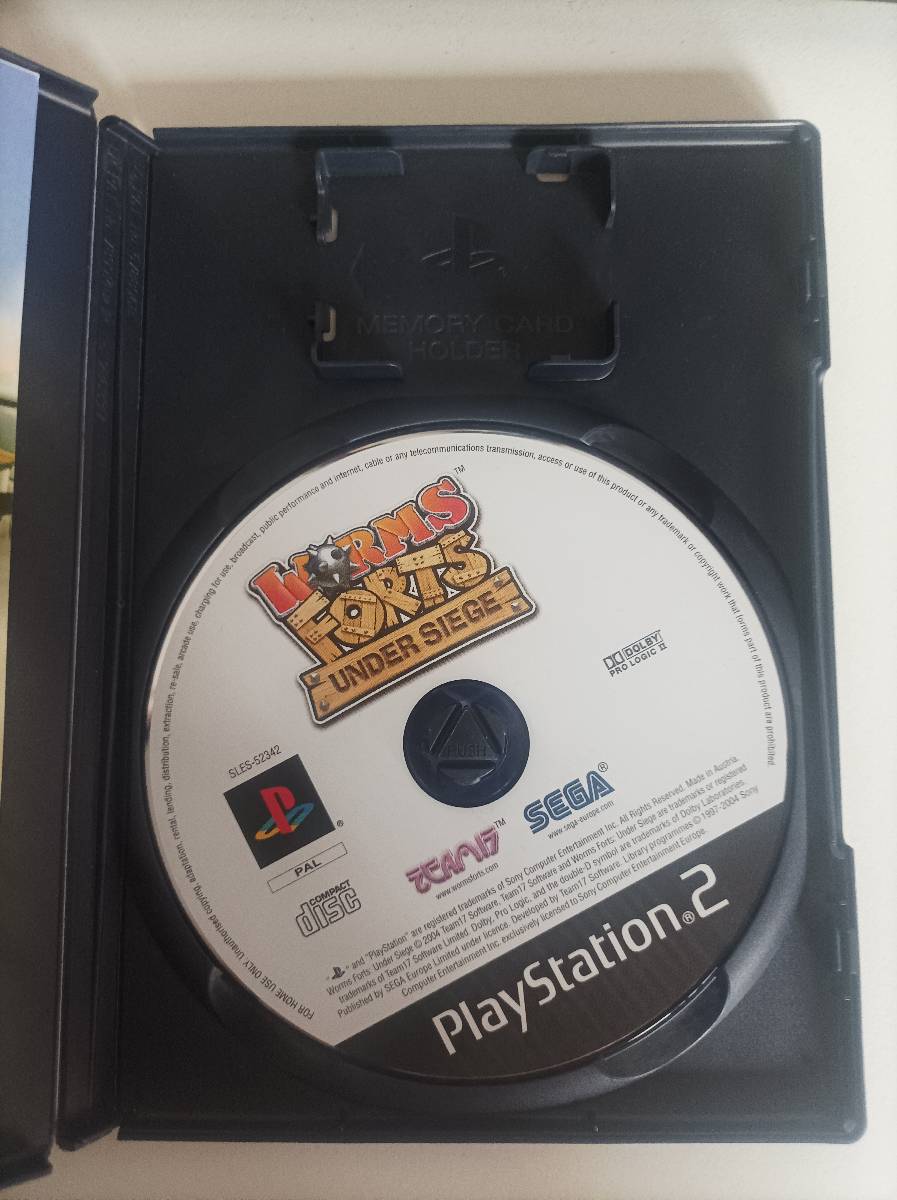 MEMORY CARD
HOLDER
FOR HOME USE ONLY. Unauthorised copying, adaptation, rental, lending, distribution, extraction, re-sale, arcade use, charging for use, broadcast, public performance and internet, cable or any telecommunications transmission, access or use of this product or any trademark or copyright work that forms part of this product are prohibited.
WORMS™
FORTS
UNDER SIEGE
DOLBY
PRO LOGIC II
PUSH
SLES-52342
®
PAL
COMPACT
disc
TEAM17™
www.wormsforts.com
SEGA®
www.sega-europe.com
" and "PlayStation" are registered trademarks of Sony Computer Entertainment Inc. All Rights Reserved. Made in Austria.
Worms Forts: Under Siege © 2004 Team17 Software. Team17 Software and Worms Forts: Under Siege are trademarks or registered
trademarks of Team17 Software Limited. Dolby, Pro Logic, and the double-D symbol are trademarks of Dolby Laboratories.
Published by SEGA Europe Limited under licence. Developed by Team17 Software. Library programmes © 1997-2004 Sony
Computer Entertainment Inc. exclusively licensed to Sony Computer Entertainment Europe.
PlayStation®2